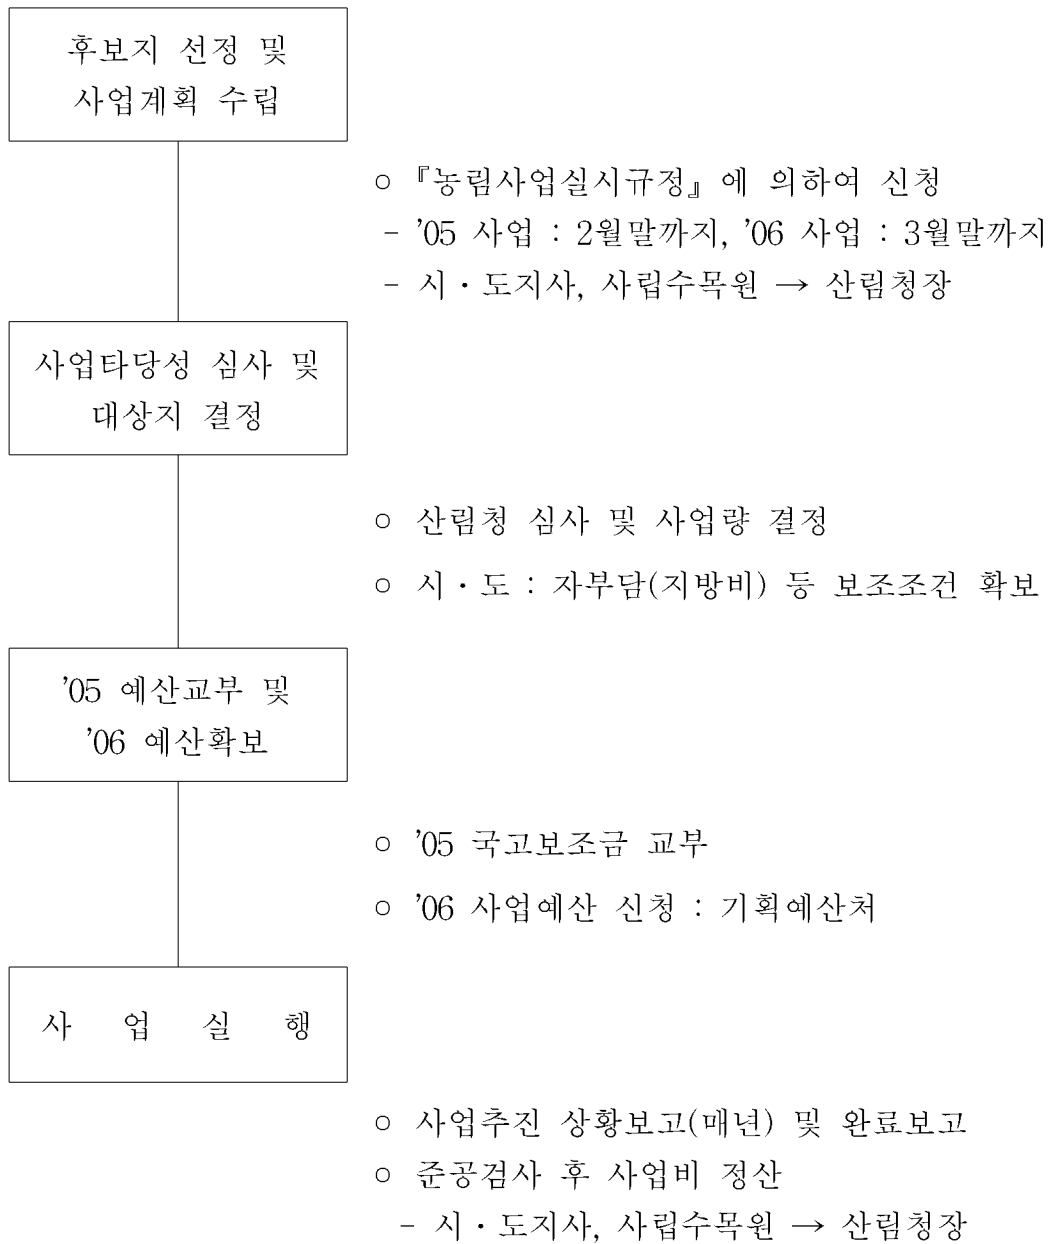 후보지 선정 및
사업계획 수립
○ 『농림사업실시규정』에 의하여 신청
- '05 사업 : 2월말까지, '06 사업 : 3월말까지
- 시·도지사, 사립수목원 → 산림청장
사업타당성 심사 및
대상지 결정
○ 산림청 심사 및 사업량 결정
○ 시·도 : 자부담(지방비) 등 보조조건 확보
'05 예산교부 및
'06 예산확보
○ '05 국고보조금 교부
○ '06 사업예산 신청 : 기획예산처
사 업 실 행
○ 사업추진 상황보고(매년) 및 완료보고
○ 준공검사 후 사업비 정산
- 시·도지사, 사립수목원 → 산림청장